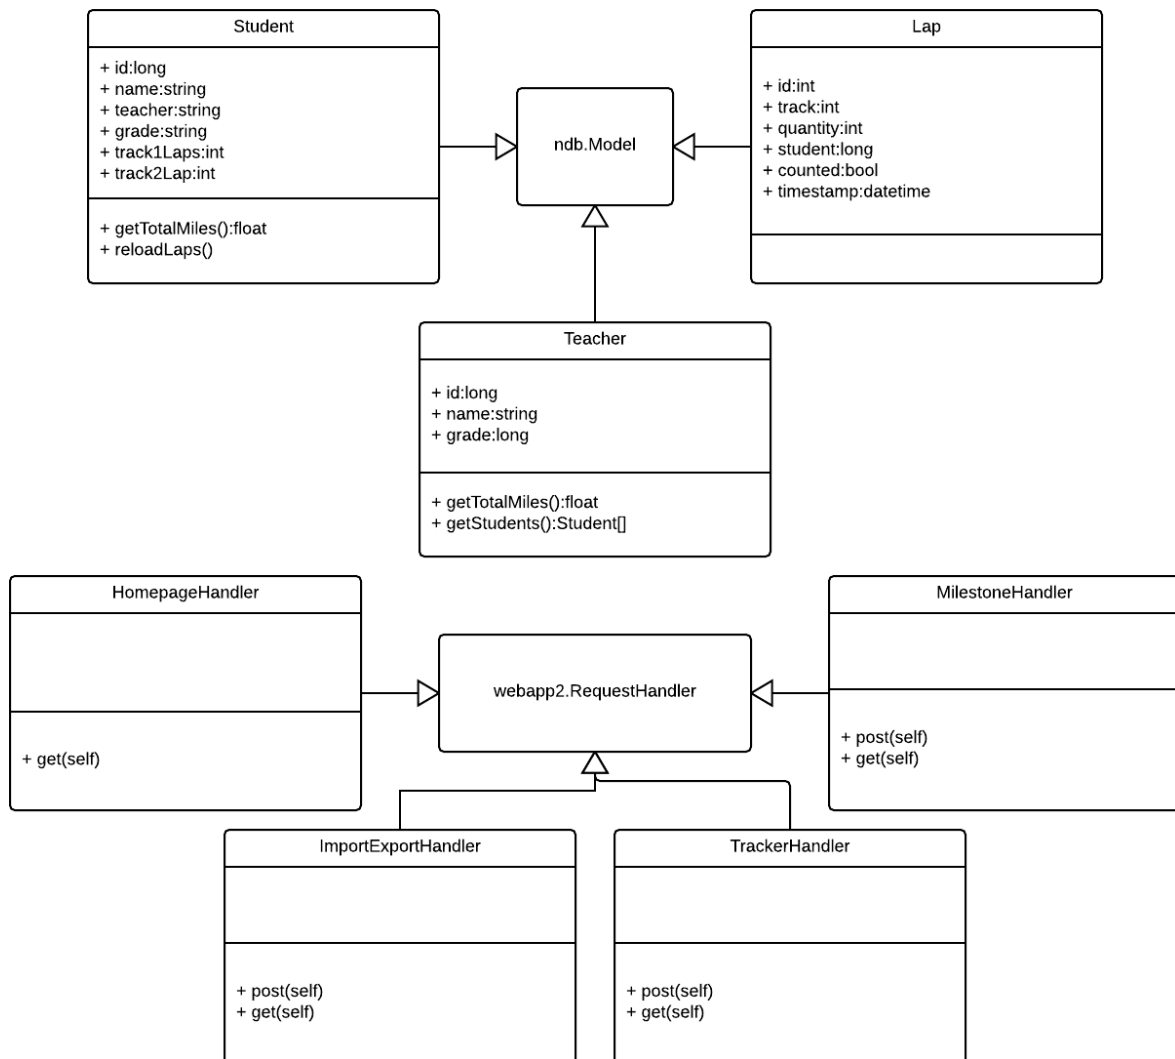 Student
+ id:long
+ name:string
+ teacher:string
+ grade:string
+ track1Laps:int
+ track2Lap:int
+ getTotalMiles():float
+ reloadLaps()
ndb.Model
Lap
+ id:int
+ track:int
+ quantity:int
+ student:long
+ counted:bool
+ timestamp:datetime
Teacher
+ id:long
+ name:string
+ grade:long
+ getTotalMiles():float
+ getStudents():Student[]
HomepageHandler
+ get(self)
webapp2.RequestHandler
MilestoneHandler
+ post(self)
+ get(self)
ImportExportHandler
+ post(self)
+ get(self)
TrackerHandler
+ post(self)
+ get(self)